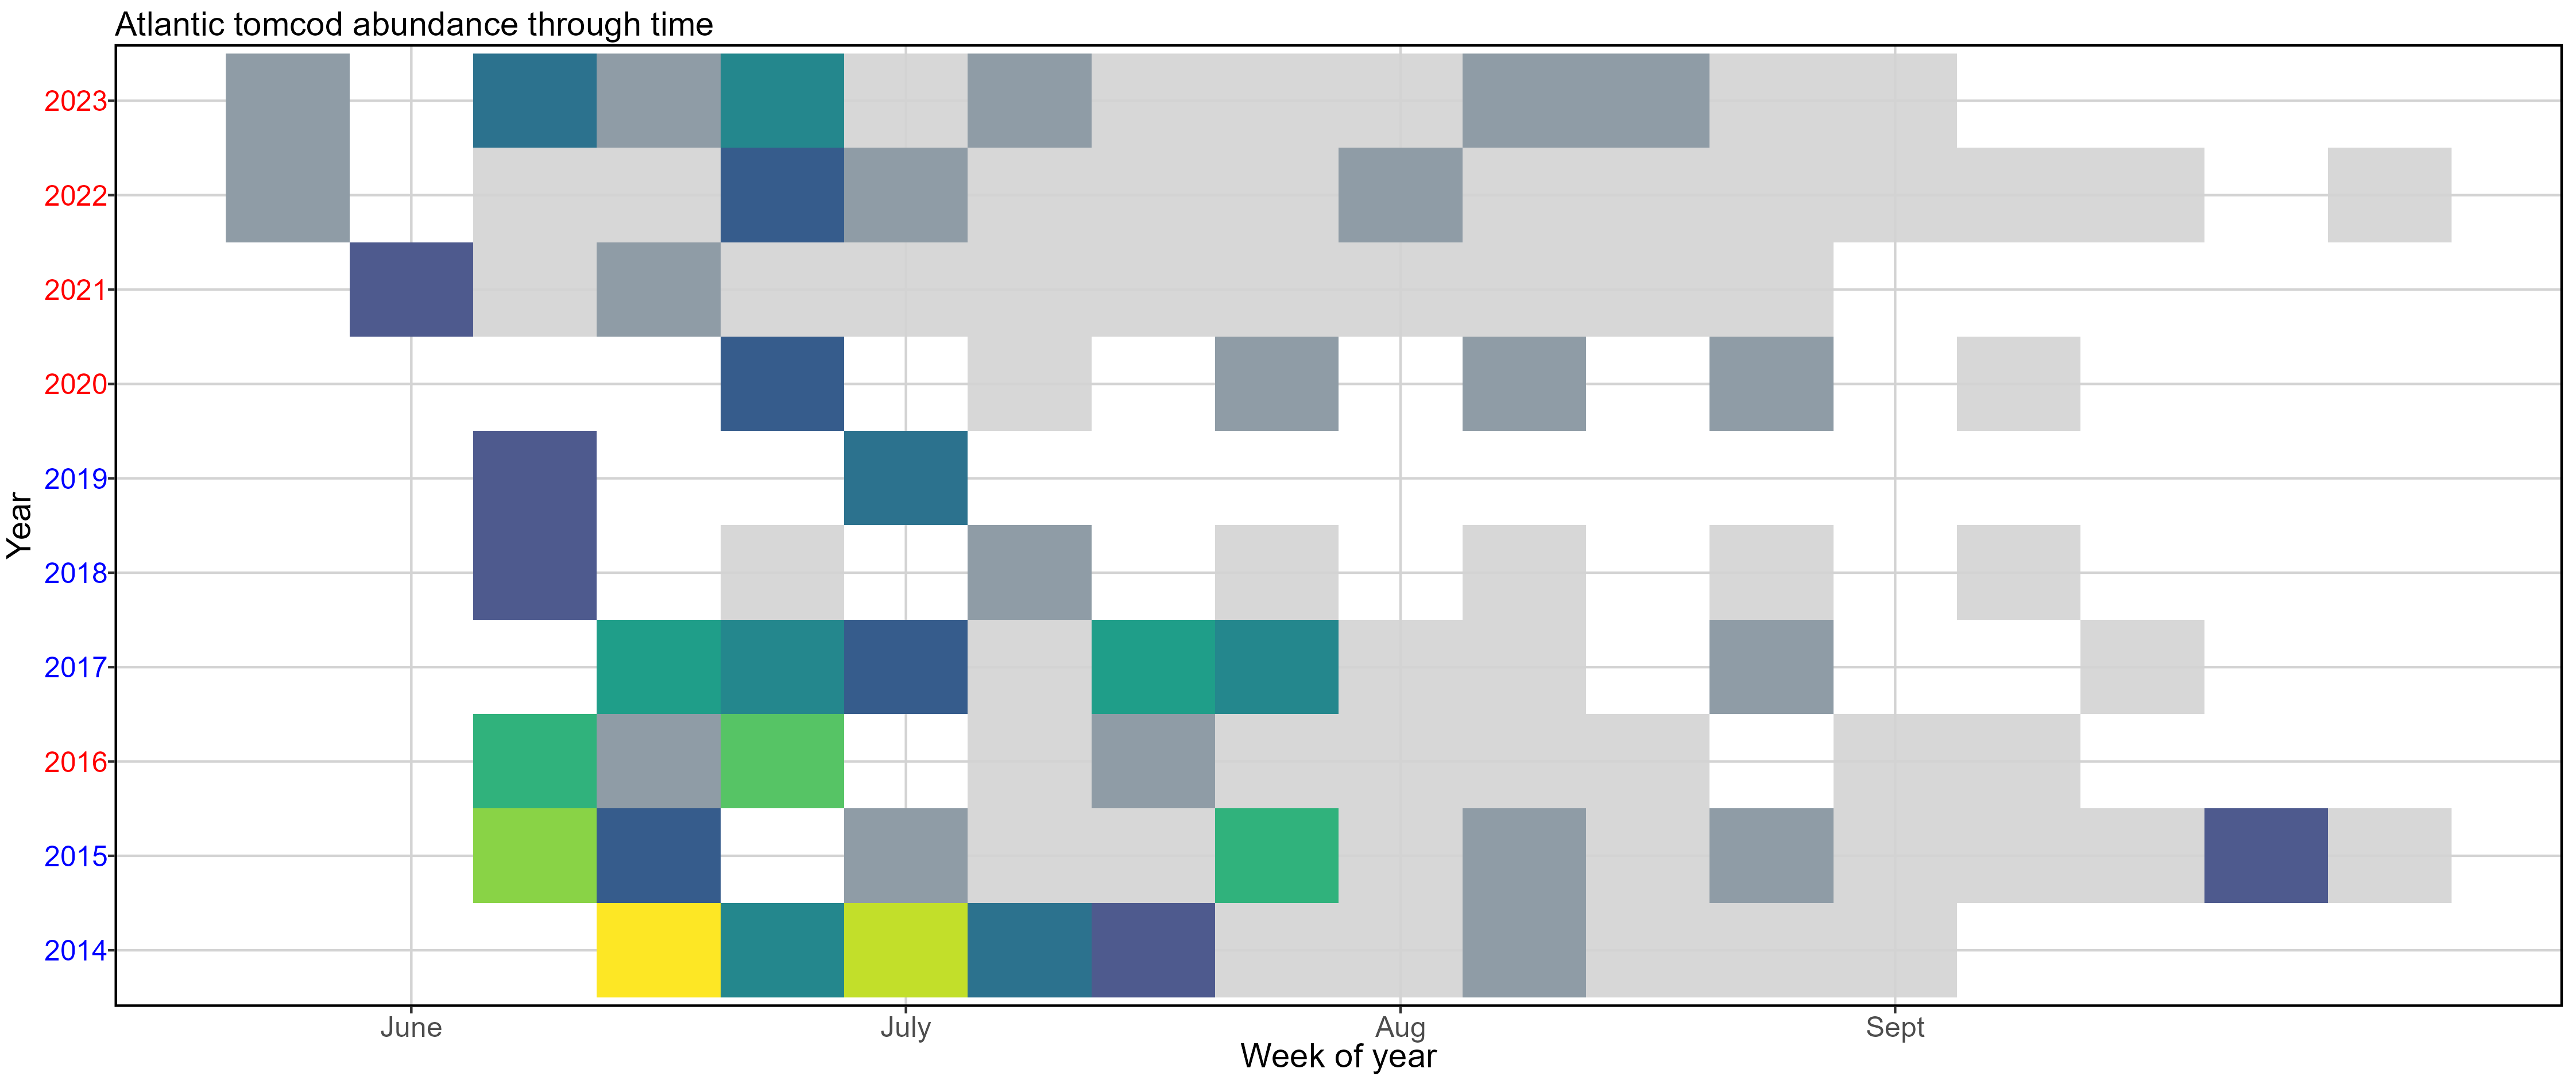 Atlantic tomcod abundance through time
Year
2023
2022
2021
2020
2019
2018
2017
2016
2015
2014
June July Aug Sept
Week of year